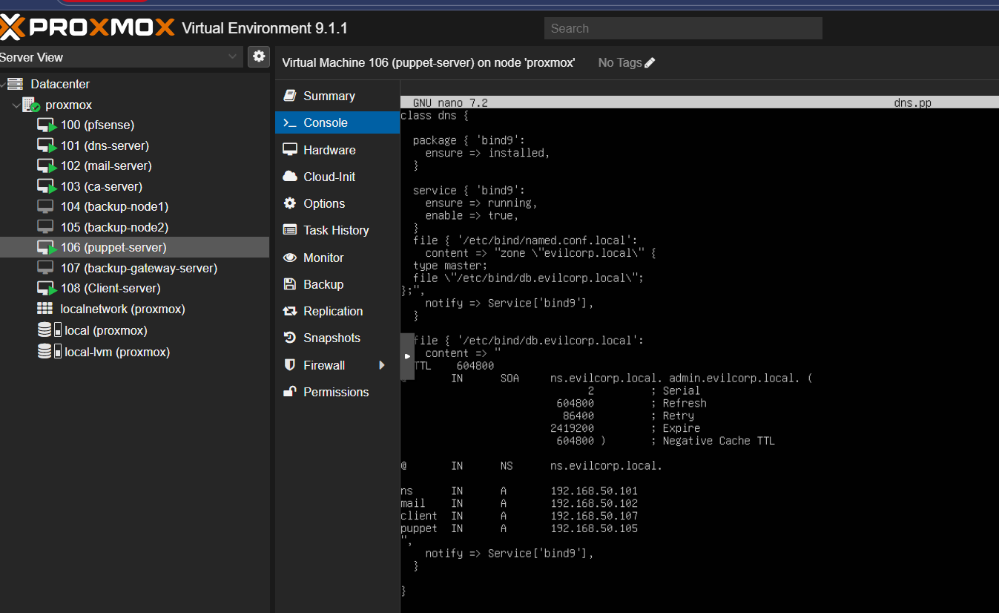 PROXMOX Virtual Environment 9.1.1
Search
Server View
Virtual Machine 106 (puppet-server) on node 'proxmox'
No Tags
Datacenter
proxmox
100 (pfsense)
101 (dns-server)
102 (mail-server)
103 (ca-server)
104 (backup-node1)
105 (backup-node2)
106 (puppet-server)
107 (backup-gateway-server)
108 (Client-server)
localnetwork (proxmox)
local (proxmox)
local-lvm (proxmox)
Summary
Console
Hardware
Cloud-Init
Options
Task History
Monitor
Backup
Replication
Snapshots
Firewall
Permissions
GNU nano 7.2 dns.pp
class dns {
package { 'bind9':
ensure => installed,
}
service { 'bind9':
ensure => running,
enable => true,
}
file { '/etc/bind/named.conf.local':
content => "zone \"evilcorp.local\" {
type master;
file \"/etc/bind/db.evilcorp.local\";
};",
notify => Service['bind9'],
}
file { '/etc/bind/db.evilcorp.local':
content => "
TTL 604800
IN SOA ns.evilcorp.local. admin.evilcorp.local. (
2 ; Serial
604800 ; Refresh
86400 ; Retry
2419200 ; Expire
604800 ) ; Negative Cache TTL
@ IN NS ns.evilcorp.local.
ns IN A 192.168.50.101
mail IN A 192.168.50.102
client IN A 192.168.50.107
puppet IN A 192.168.50.105
",
notify => Service['bind9'],
}
}